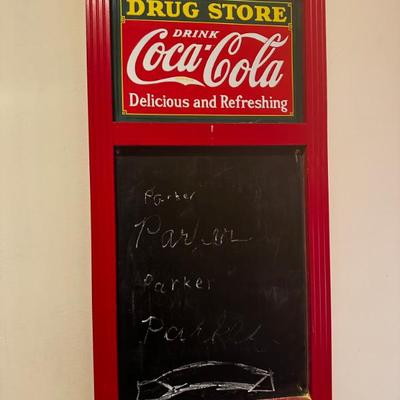 DRUG STORE
DRINK
Coca-Cola
Delicious and Refreshing
Parker
Parker
Parker
Parker